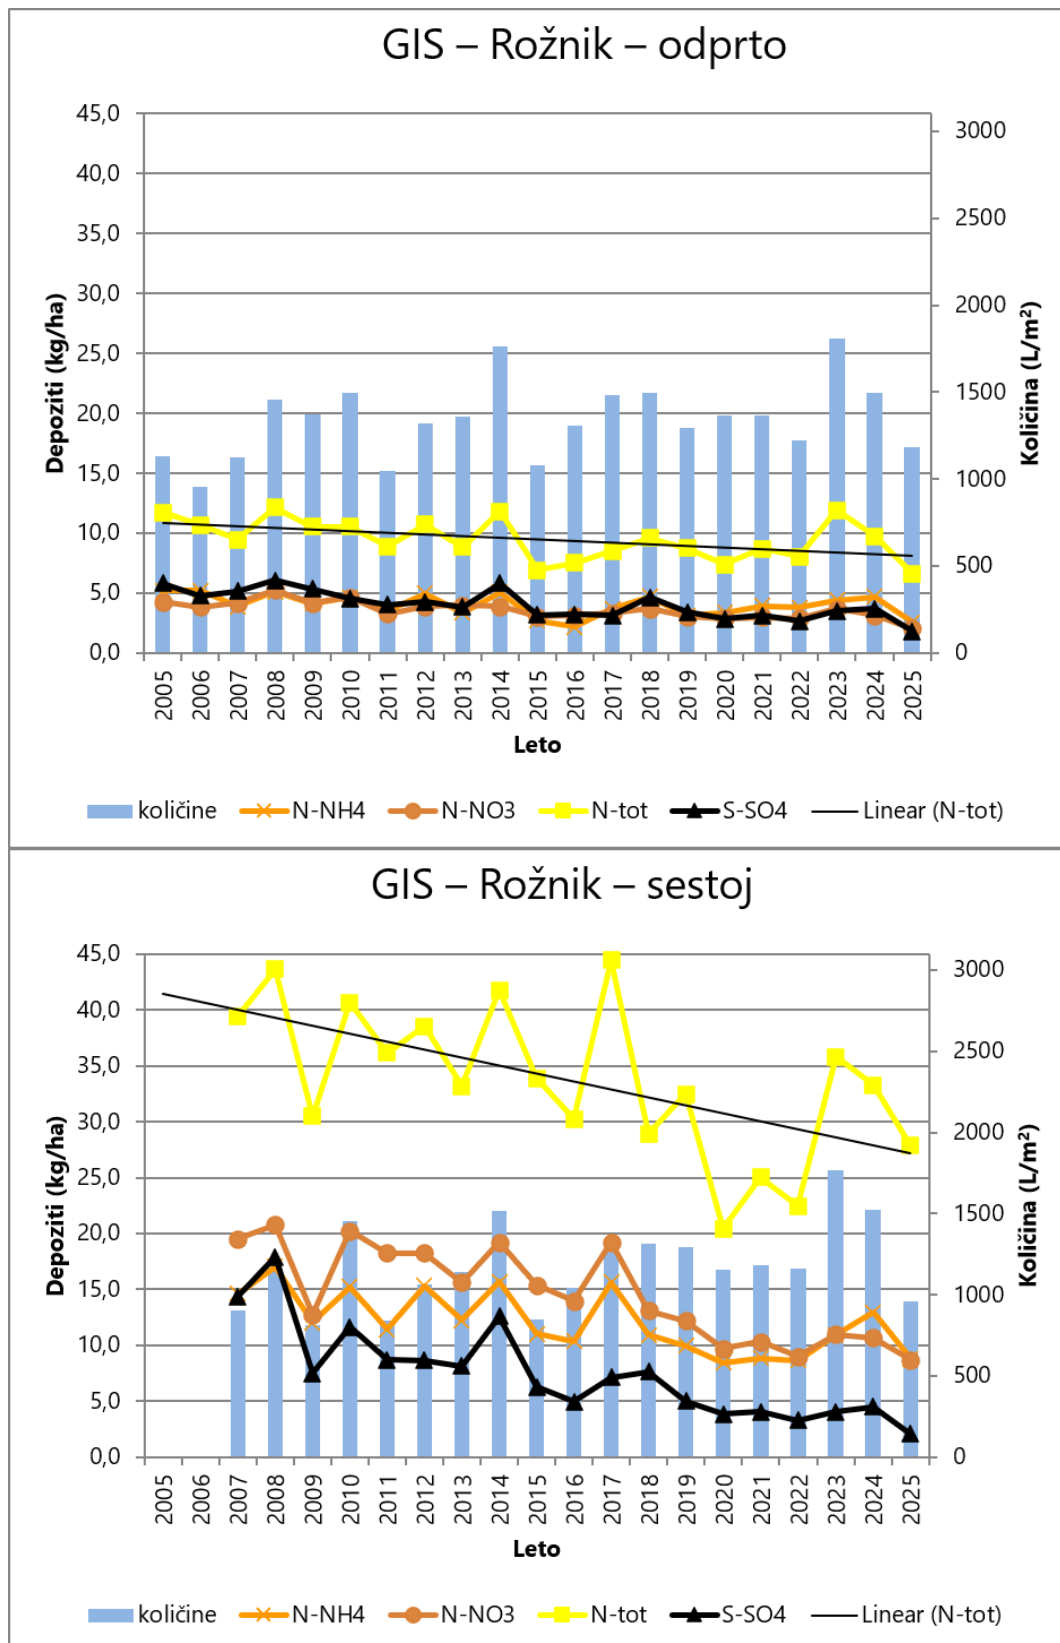 GIS – Rožnik – odprto
45,0
40,0
35,0
30,0
25,0
20,0
15,0
10,0
5,0
0,0
Depoziti (kg/ha)
3000
2500
2000
1500
1000
500
0
Količina (L/m²)
2005 2006 2007 2008 2009 2010 2011 2012 2013 2014 2015 2016 2017 2018 2019 2020 2021 2022 2023 2024 2025
Leto
količine N-NH4 N-NO3 N-tot S-SO4 Linear (N-tot)
GIS – Rožnik – sestoj
45,0
40,0
35,0
30,0
25,0
20,0
15,0
10,0
5,0
0,0
Depoziti (kg/ha)
3000
2500
2000
1500
1000
500
0
Količina (L/m²)
2005 2006 2007 2008 2009 2010 2011 2012 2013 2014 2015 2016 2017 2018 2019 2020 2021 2022 2023 2024 2025
Leto
količine N-NH4 N-NO3 N-tot S-SO4 Linear (N-tot)